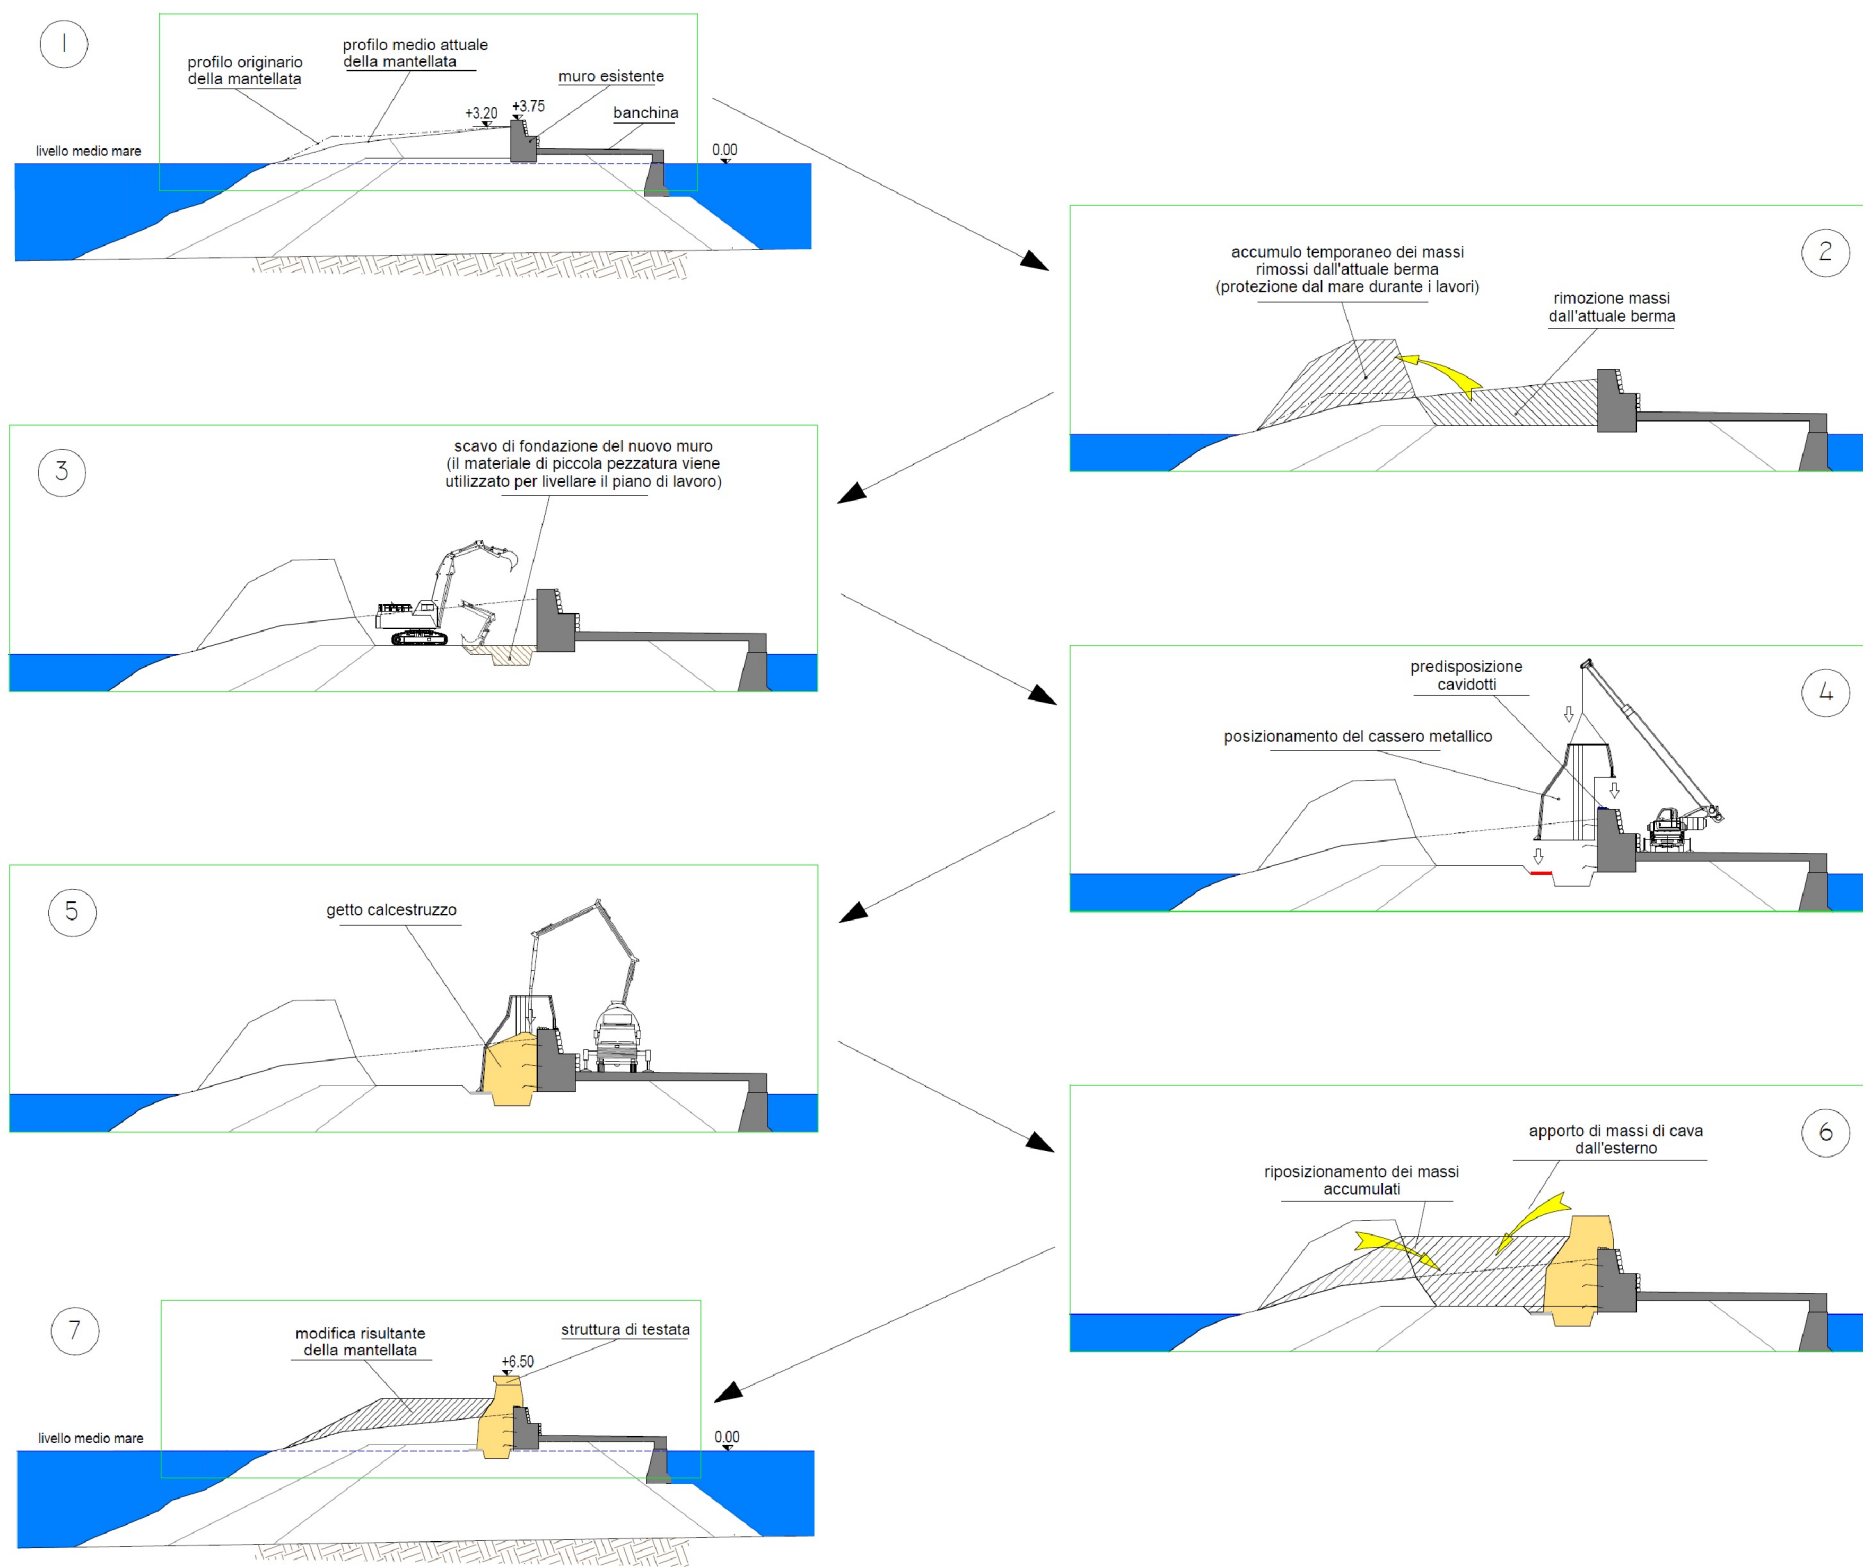 1
profilo originario
della mantellata
profilo medio attuale
della mantellata
muro esistente
+3.20
+3.75
banchina
livello medio mare
0.00
2
accumulo temporaneo dei massi
rimossi dall'attuale berma
(protezione dal mare durante i lavori)
rimozione massi
dall'attuale berma
3
scavo di fondazione del nuovo muro
(il materiale di piccola pezzatura viene
utilizzato per livellare il piano di lavoro)
4
predisposizione
cavidotti
posizionamento del cassero metallico
5
getto calcestruzzo
6
apporto di massi di cava
dall'esterno
riposizionamento dei massi
accumulati
7
modifica risultante
della mantellata
struttura di testata
+6.50
livello medio mare
0.00